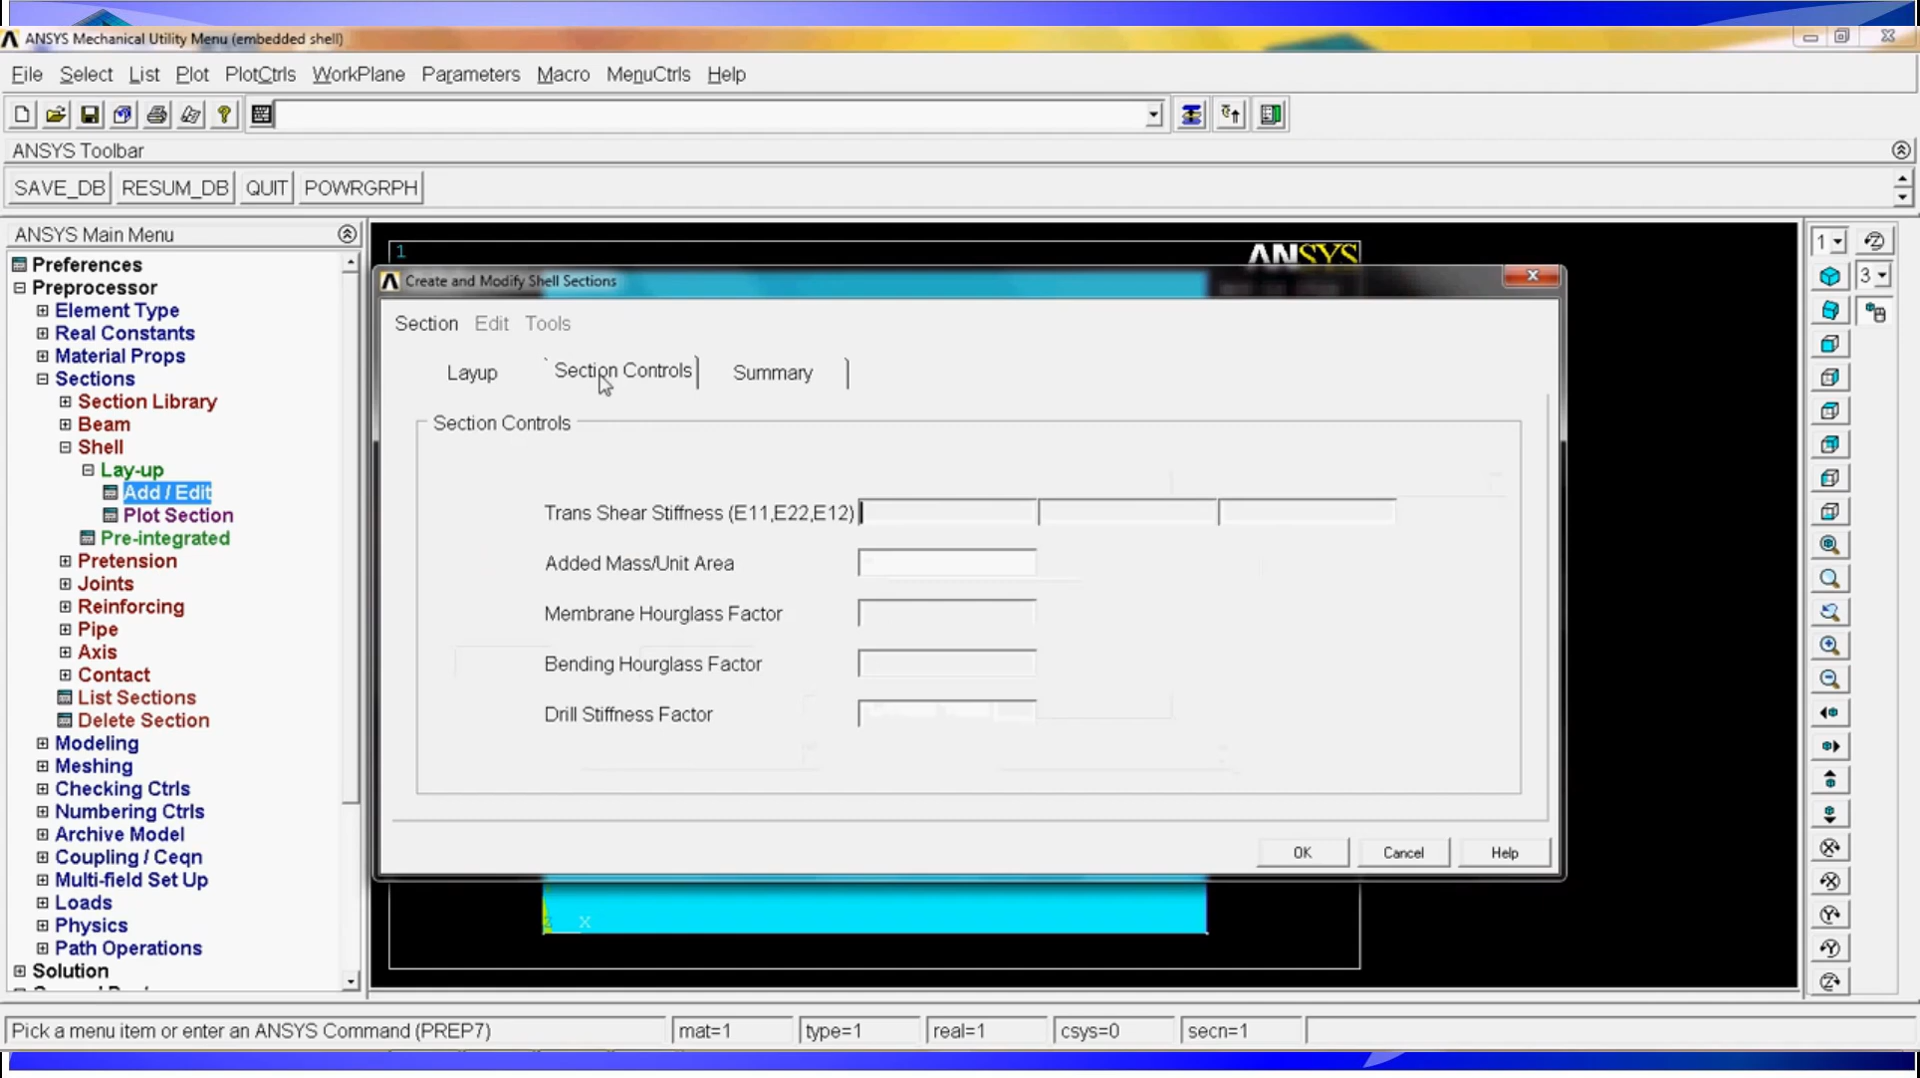 ANSYS Mechanical Utility Menu (embedded shell)
File Select List Plot PlotCtrls WorkPlane Parameters Macro MenuCtrls Help
ANSYS Toolbar
SAVE_DB RESUM_DB QUIT POWRGRPH
ANSYS Main Menu
Preferences
Preprocessor
Element Type
Real Constants
Material Props
Sections
Section Library
Beam
Shell
Lay-up
Add / Edit
Plot Section
Pre-integrated
Pretension
Joints
Reinforcing
Pipe
Axis
Contact
List Sections
Delete Section
Modeling
Meshing
Checking Ctrls
Numbering Ctrls
Archive Model
Coupling / Ceqn
Multi-field Set Up
Loads
Physics
Path Operations
Solution
1
ANSYS
Create and Modify Shell Sections
Section Edit Tools
Layup Section Controls Summary
Section Controls
Trans Shear Stiffness (E11,E22,E12)
Added Mass/Unit Area
Membrane Hourglass Factor
Bending Hourglass Factor
Drill Stiffness Factor
OK Cancel Help
X
1
3
Pick a menu item or enter an ANSYS Command (PREP7) mat=1 type=1 real=1 csys=0 secn=1